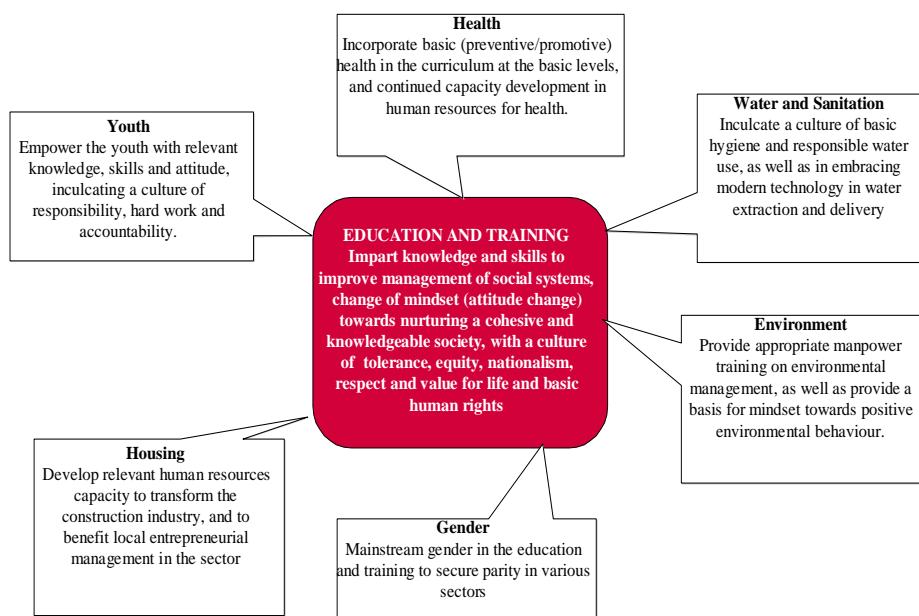 Health
Incorporate basic (preventive/promotive)
health in the curriculum at the basic levels,
and continued capacity development in
human resources for health.
Youth
Empower the youth with relevant
knowledge, skills and attitude,
inculcating a culture of
responsibility, hard work and
accountability.
Water and Sanitation
Inculcate a culture of basic
hygiene and responsible water
use, as well as in embracing
modern technology in water
extraction and delivery
EDUCATION AND TRAINING
Impart knowledge and skills to
improve management of social systems,
change of mindset (attitude change)
towards nurturing a cohesive and
knowledgeable society, with a culture
of tolerance, equity, nationalism,
respect and value for life and basic
human rights
Environment
Provide appropriate manpower
training on environmental
management, as well as provide a
basis for mindset towards positive
environmental behaviour.
Housing
Develop relevant human resources
capacity to transform the
construction industry, and to
benefit local entrepreneurial
management in the sector
Gender
Mainstream gender in the education
and training to secure parity in various
sectors